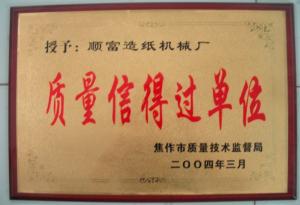 授予：顺富造纸机械厂
质量信得过单位
焦作市质量技术监督局
二〇〇四年三月